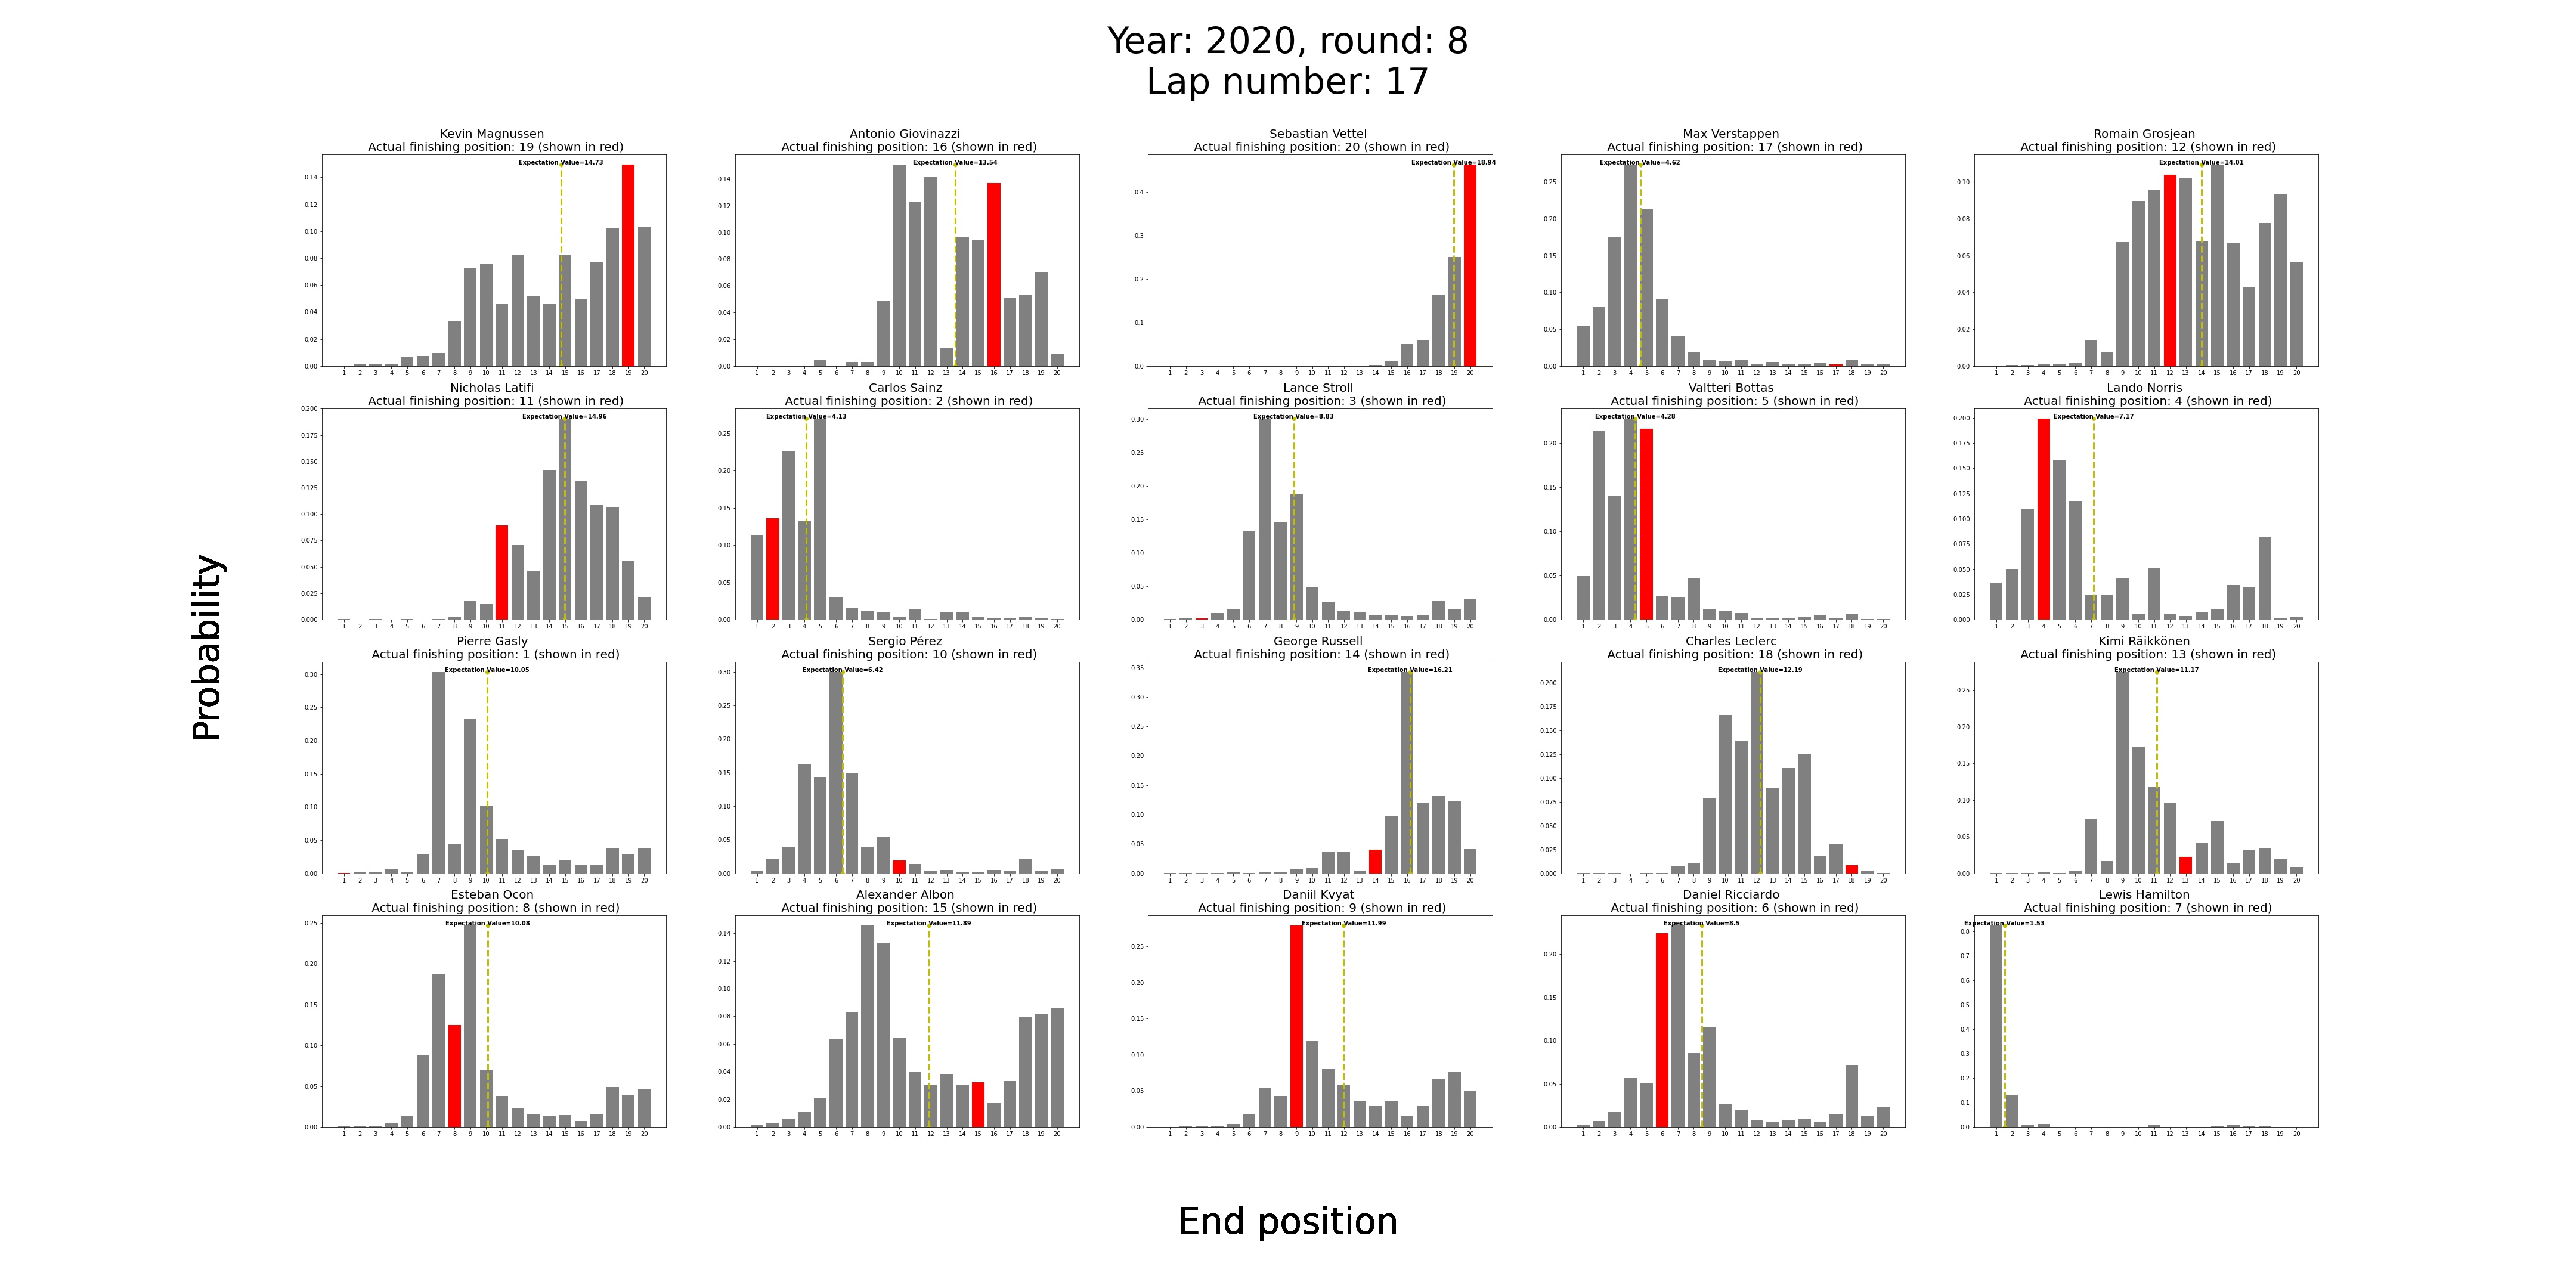 Year: 2020, round: 8
Lap number: 17
Kevin Magnussen
Actual finishing position: 19 (shown in red)
Expectation Value=14.73
Antonio Giovinazzi
Actual finishing position: 16 (shown in red)
Expectation Value=13.54
Sebastian Vettel
Actual finishing position: 20 (shown in red)
Expectation Value=18.94
Max Verstappen
Actual finishing position: 17 (shown in red)
Expectation Value=4.62
Romain Grosjean
Actual finishing position: 12 (shown in red)
Expectation Value=14.01
Nicholas Latifi
Actual finishing position: 11 (shown in red)
Expectation Value=14.96
Carlos Sainz
Actual finishing position: 2 (shown in red)
Expectation Value=4.13
Lance Stroll
Actual finishing position: 3 (shown in red)
Expectation Value=8.83
Valtteri Bottas
Actual finishing position: 5 (shown in red)
Expectation Value=4.28
Lando Norris
Actual finishing position: 4 (shown in red)
Expectation Value=7.17
Pierre Gasly
Actual finishing position: 1 (shown in red)
Expectation Value=10.05
Sergio Pérez
Actual finishing position: 10 (shown in red)
Expectation Value=6.42
George Russell
Actual finishing position: 14 (shown in red)
Expectation Value=16.21
Charles Leclerc
Actual finishing position: 18 (shown in red)
Expectation Value=12.19
Kimi Räikkönen
Actual finishing position: 13 (shown in red)
Expectation Value=11.17
Esteban Ocon
Actual finishing position: 8 (shown in red)
Expectation Value=10.08
Alexander Albon
Actual finishing position: 15 (shown in red)
Expectation Value=11.89
Daniil Kvyat
Actual finishing position: 9 (shown in red)
Expectation Value=11.99
Daniel Ricciardo
Actual finishing position: 6 (shown in red)
Expectation Value=8.5
Lewis Hamilton
Actual finishing position: 7 (shown in red)
Expectation Value=1.53
Probability
End position